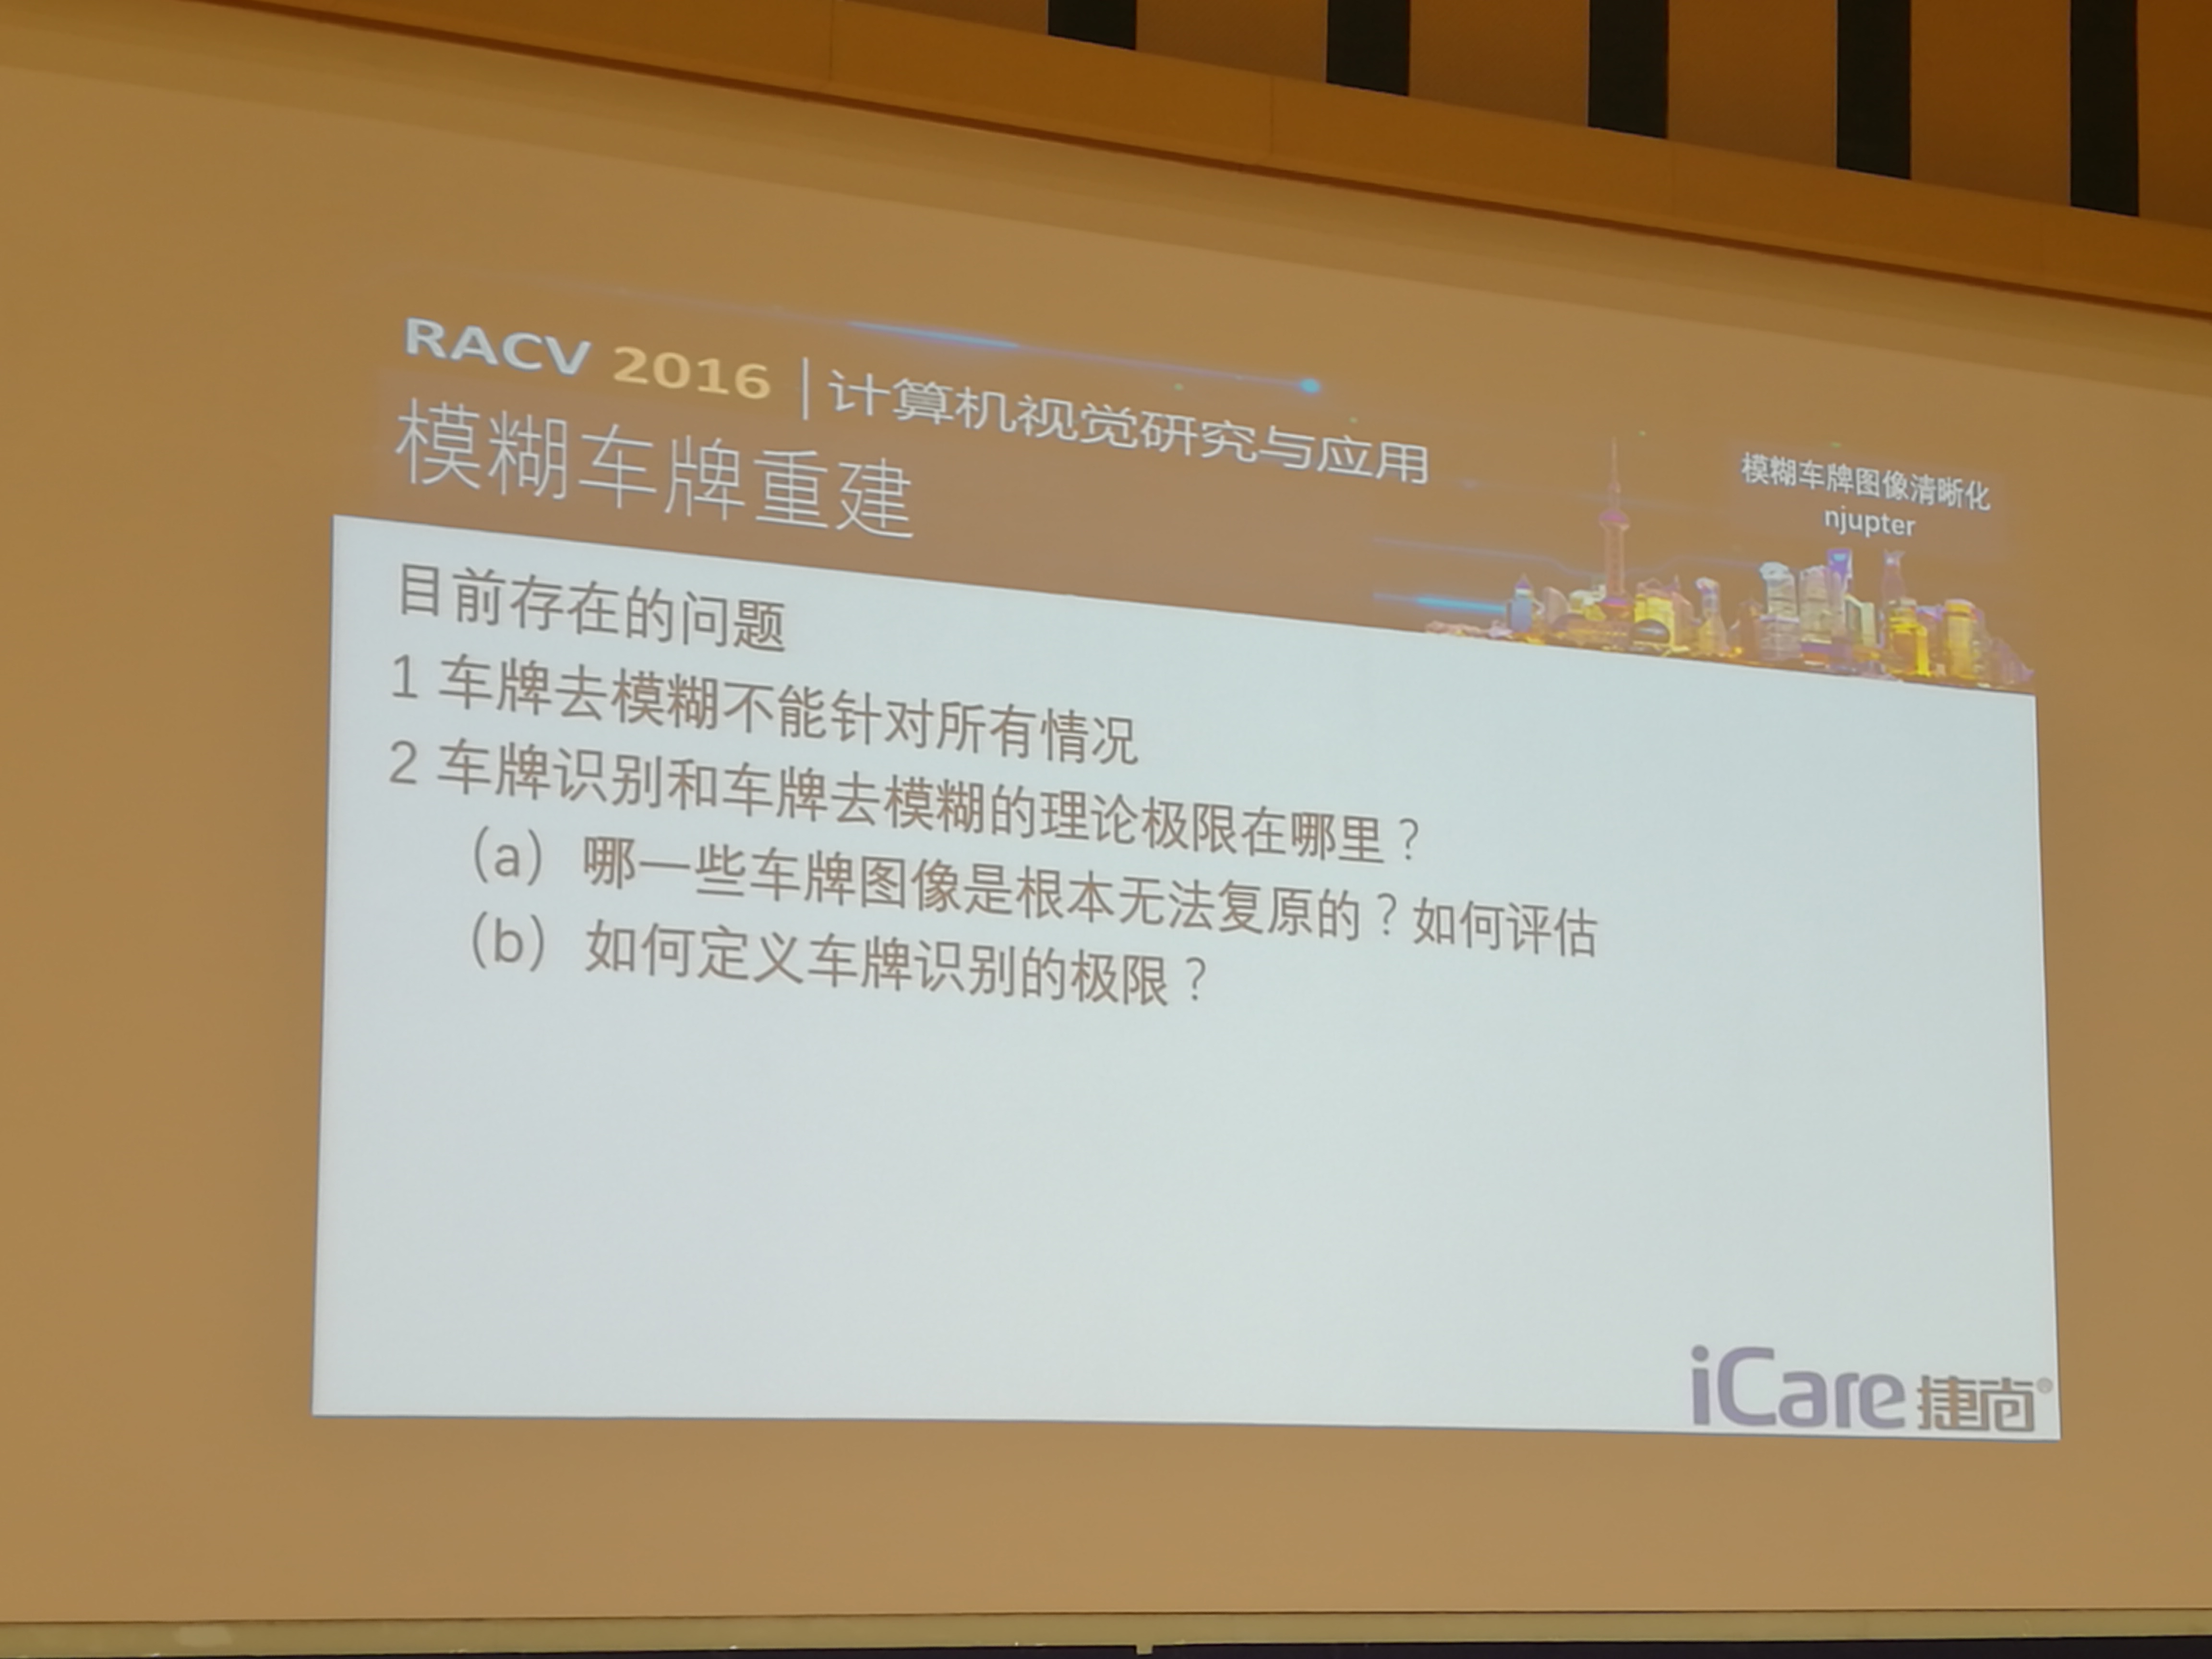 RACV 2016 | 计算机视觉研究与应用
模糊车牌重建
模糊车牌图像清晰化
njupter
目前存在的问题
1 车牌去模糊不能针对所有情况
2 车牌识别和车牌去模糊的理论极限在哪里？
（a）哪一些车牌图像是根本无法复原的？如何评估
（b）如何定义车牌识别的极限？
iCare 捷尚®